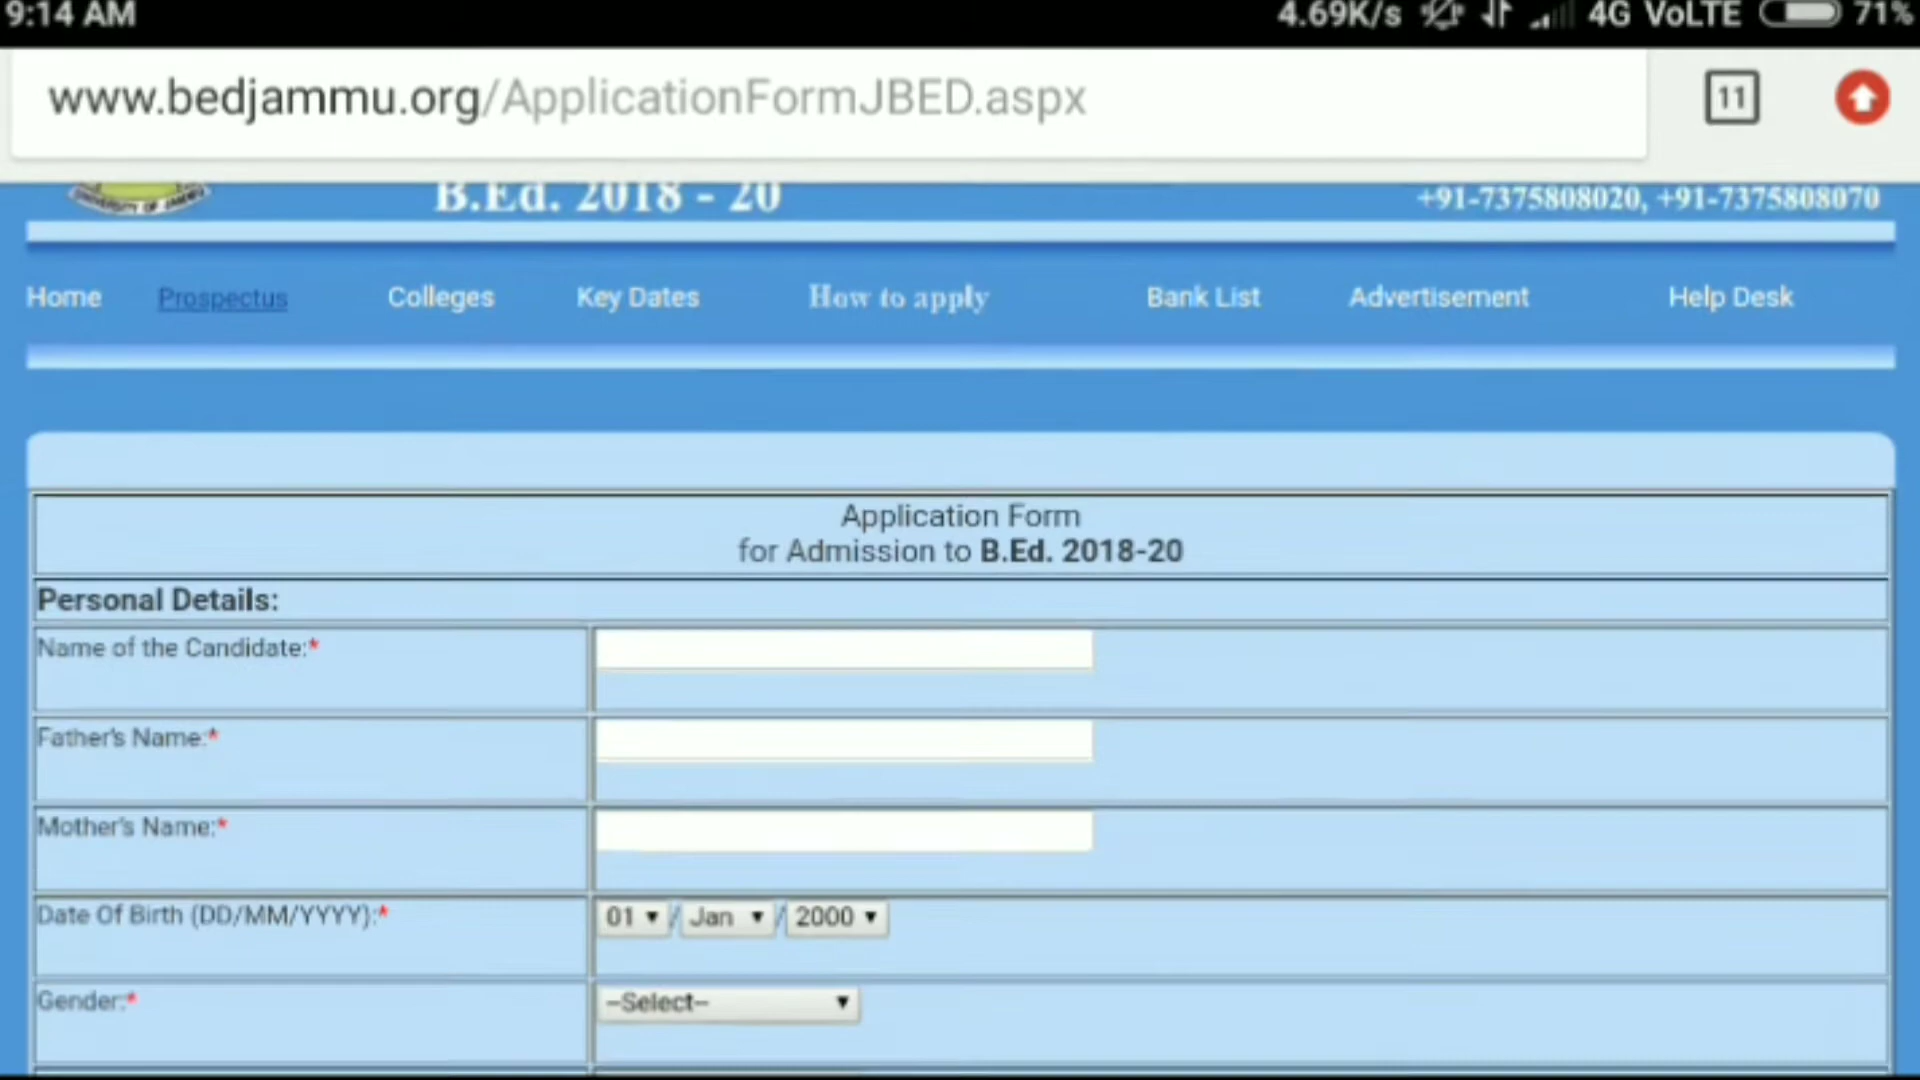 9:14 AM 4.69K/s 4G VoLTE 71%
www.bedjammu.org/ApplicationFormJBED.aspx 11
UNIVERSITY OF JAMMU B.Ed. 2018 - 20 +91-7375808020, +91-7375808070
Home Prospectus Colleges Key Dates How to apply Bank List Advertisement Help Desk
Application Form
for Admission to B.Ed. 2018-20
Personal Details:
Name of the Candidate:*
Father's Name:*
Mother's Name:*
Date Of Birth (DD/MM/YYYY):* 01 / Jan / 2000
Gender:* --Select--